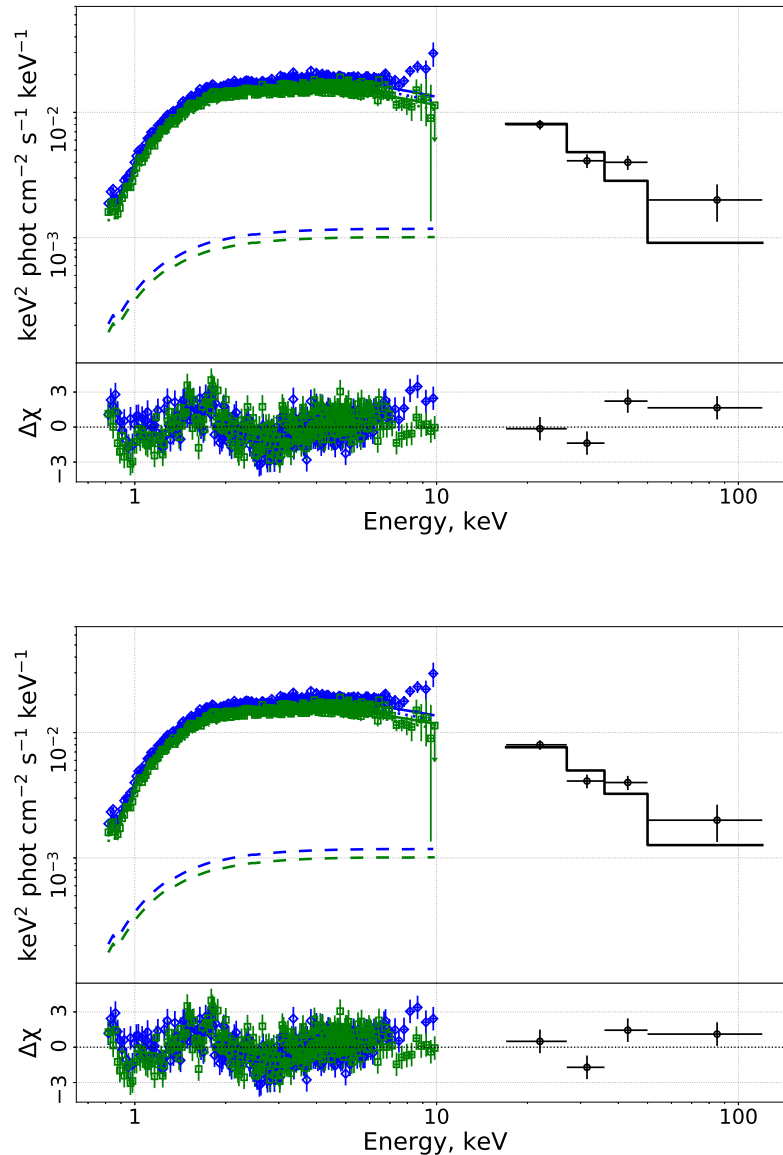 keV² phot cm⁻² s⁻¹ keV⁻¹
10⁻²
10⁻³
Δχ
3
0
−3
1
10
100
Energy, keV
keV² phot cm⁻² s⁻¹ keV⁻¹
10⁻²
10⁻³
Δχ
3
0
−3
1
10
100
Energy, keV